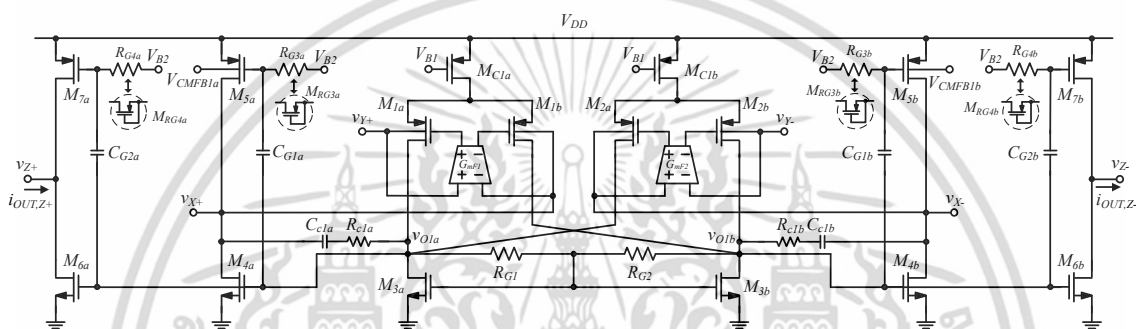 V_DD
R_G4a V_B2
R_G3a V_B2
V_B1
V_B1
V_B2 R_G3b
V_B2 R_G4b
V_CMFB1a
M_C1a
M_C1b
V_CMFB1b
M_7a
M_5a
M_5b
M_7b
M_RG4a
M_RG3a
M_RG3b
M_RG4b
M_1a
M_1b
M_2a
M_2b
v_Y+
v_Y-
C_G2a
C_G1a
+ −
G_mF1
+ −
+ −
G_mF2
+ −
C_G1b
C_G2b
v_Z+
i_OUT,Z+
v_Z-
i_OUT,Z-
v_X+
v_X-
C_c1a R_c1a
v_O1a
v_O1b
R_c1b C_c1b
M_6a
M_4a
R_G1
R_G2
M_4b
M_6b
M_3a
M_3b